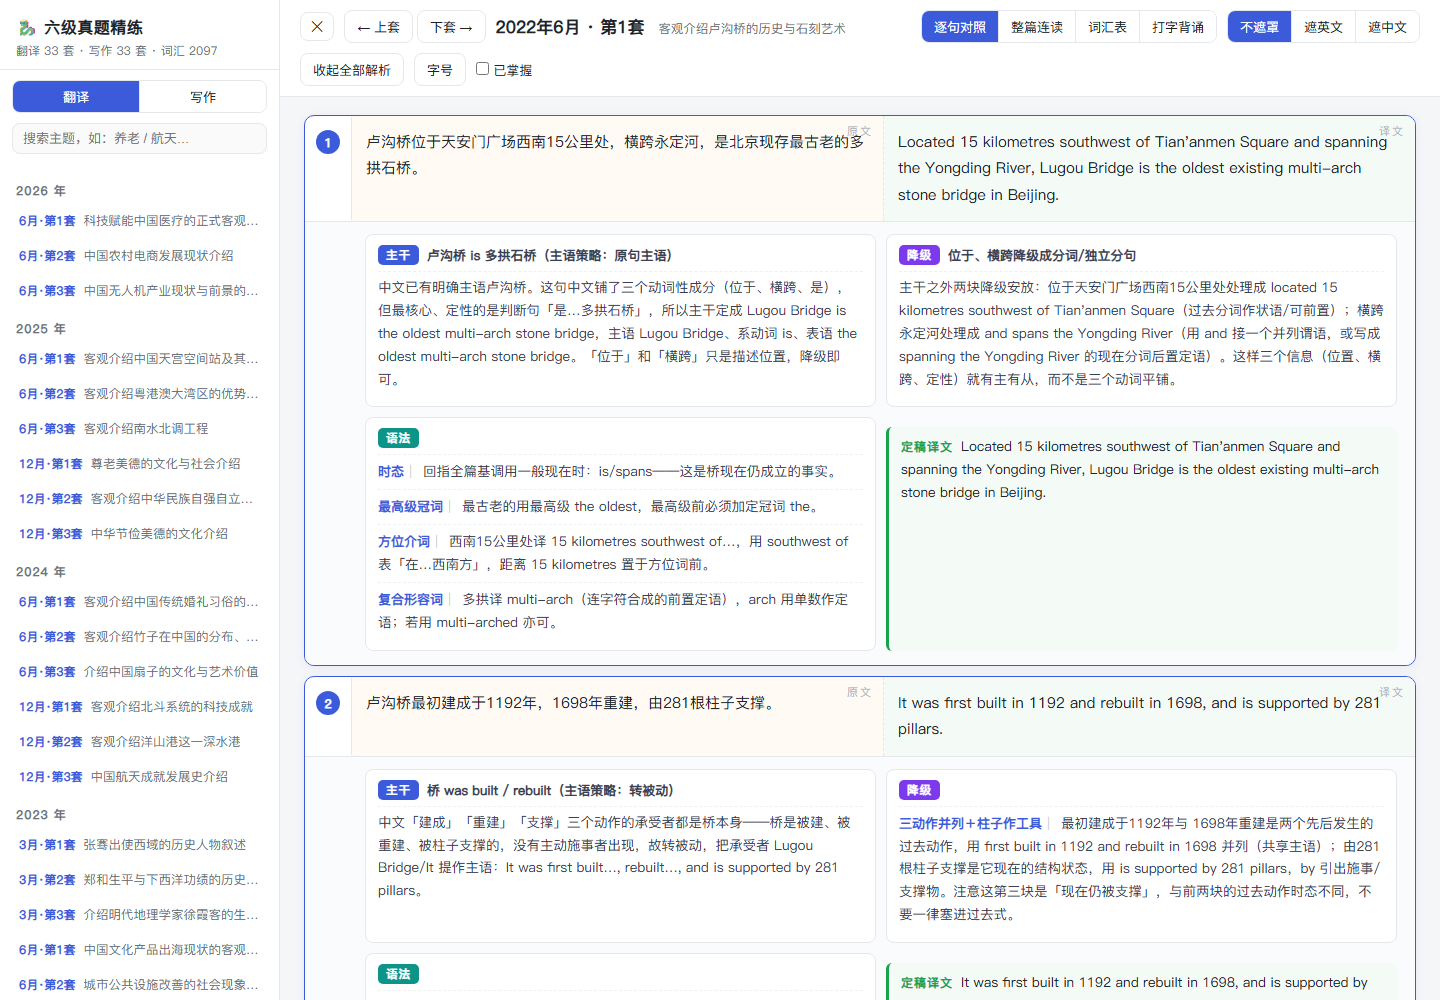 🐉 六级真题精练
翻译 33 套 · 写作 33 套 · 词汇 2097
翻译
写作
搜索主题，如：养老 / 航天…
2026 年
6月·第1套 科技赋能中国医疗的正式客观…
6月·第2套 中国农村电商发展现状介绍
6月·第3套 中国无人机产业现状与前景的…
2025 年
6月·第1套 客观介绍中国天宫空间站及其…
6月·第2套 客观介绍粤港澳大湾区的优势…
6月·第3套 客观介绍南水北调工程
12月·第1套 尊老美德的文化与社会介绍
12月·第2套 客观介绍中华民族自强自立…
12月·第3套 中华节俭美德的文化介绍
2024 年
6月·第1套 客观介绍中国传统婚礼习俗的…
6月·第2套 客观介绍竹子在中国的分布、…
6月·第3套 介绍中国扇子的文化与艺术价值
12月·第1套 客观介绍北斗系统的科技成就
12月·第2套 客观介绍洋山港这一深水港
12月·第3套 中国航天成就发展史介绍
2023 年
3月·第1套 张骞出使西域的历史人物叙述
3月·第2套 郑和生平与下西洋功绩的历史…
3月·第3套 介绍明代地理学家徐霞客的生…
6月·第1套 中国文化产品出海现状的客观…
6月·第2套 城市公共设施改善的社会现象…
✕ ← 上套 下套 → 2022年6月 · 第1套 客观介绍卢沟桥的历史与石刻艺术
逐句对照 整篇连读 词汇表 打字背诵 不遮罩 遮英文 遮中文
收起全部解析 字号 已掌握
1
原文
卢沟桥位于天安门广场西南15公里处，横跨永定河，是北京现存最古老的多
拱石桥。
译文
Located 15 kilometres southwest of Tian'anmen Square and spanning
the Yongding River, Lugou Bridge is the oldest existing multi-arch
stone bridge in Beijing.
主干 卢沟桥 is 多拱石桥（主语策略：原句主语）
中文已有明确主语卢沟桥。这句中文铺了三个动词性成分（位于、横跨、是），
但最核心、定性的是判断句「是…多拱石桥」，所以主干定成 Lugou Bridge is
the oldest multi-arch stone bridge，主语 Lugou Bridge、系动词 is、表语 the
oldest multi-arch stone bridge。「位于」和「横跨」只是描述位置，降级即
可。
降级 位于、横跨降级成分词/独立分句
主干之外两块降级安放：位于天安门广场西南15公里处处理成 located 15
kilometres southwest of Tian'anmen Square（过去分词作状语/可前置）；横跨
永定河处理成 and spans the Yongding River（用 and 接一个并列谓语，或写成
spanning the Yongding River 的现在分词后置定语）。这样三个信息（位置、横
跨、定性）就有主有从，而不是三个动词平铺。
语法
时态 回指全篇基调用一般现在时：is/spans——这是桥现在仍成立的事实。
最高级冠词 最古老的用最高级 the oldest，最高级前必须加定冠词 the。
方位介词 西南15公里处译 15 kilometres southwest of…，用 southwest of
表「在…西南方」，距离 15 kilometres 置于方位词前。
复合形容词 多拱译 multi-arch（连字符合成的前置定语），arch 用单数作定
语；若用 multi-arched 亦可。
定稿译文 Located 15 kilometres southwest of Tian'anmen Square and
spanning the Yongding River, Lugou Bridge is the oldest existing multi-arch
stone bridge in Beijing.
2
原文
卢沟桥最初建成于1192年，1698年重建，由281根柱子支撑。
译文
It was first built in 1192 and rebuilt in 1698, and is supported by 281
pillars.
主干 桥 was built / rebuilt（主语策略：转被动）
中文「建成」「重建」「支撑」三个动作的承受者都是桥本身——桥是被建、被
重建、被柱子支撑的，没有主动施事者出现，故转被动，把承受者 Lugou
Bridge/It 提作主语：It was first built…, rebuilt…, and is supported by 281
pillars。
降级
三动作并列＋柱子作工具 最初建成于1192年与 1698年重建是两个先后发生的
过去动作，用 first built in 1192 and rebuilt in 1698 并列（共享主语）；由281
根柱子支撑是它现在的结构状态，用 is supported by 281 pillars，by 引出施事/
支撑物。注意这第三块是「现在仍被支撑」，与前两块的过去动作时态不同，不
要一律塞进过去式。
语法
定稿译文 It was first built in 1192 and rebuilt in 1698, and is supported by